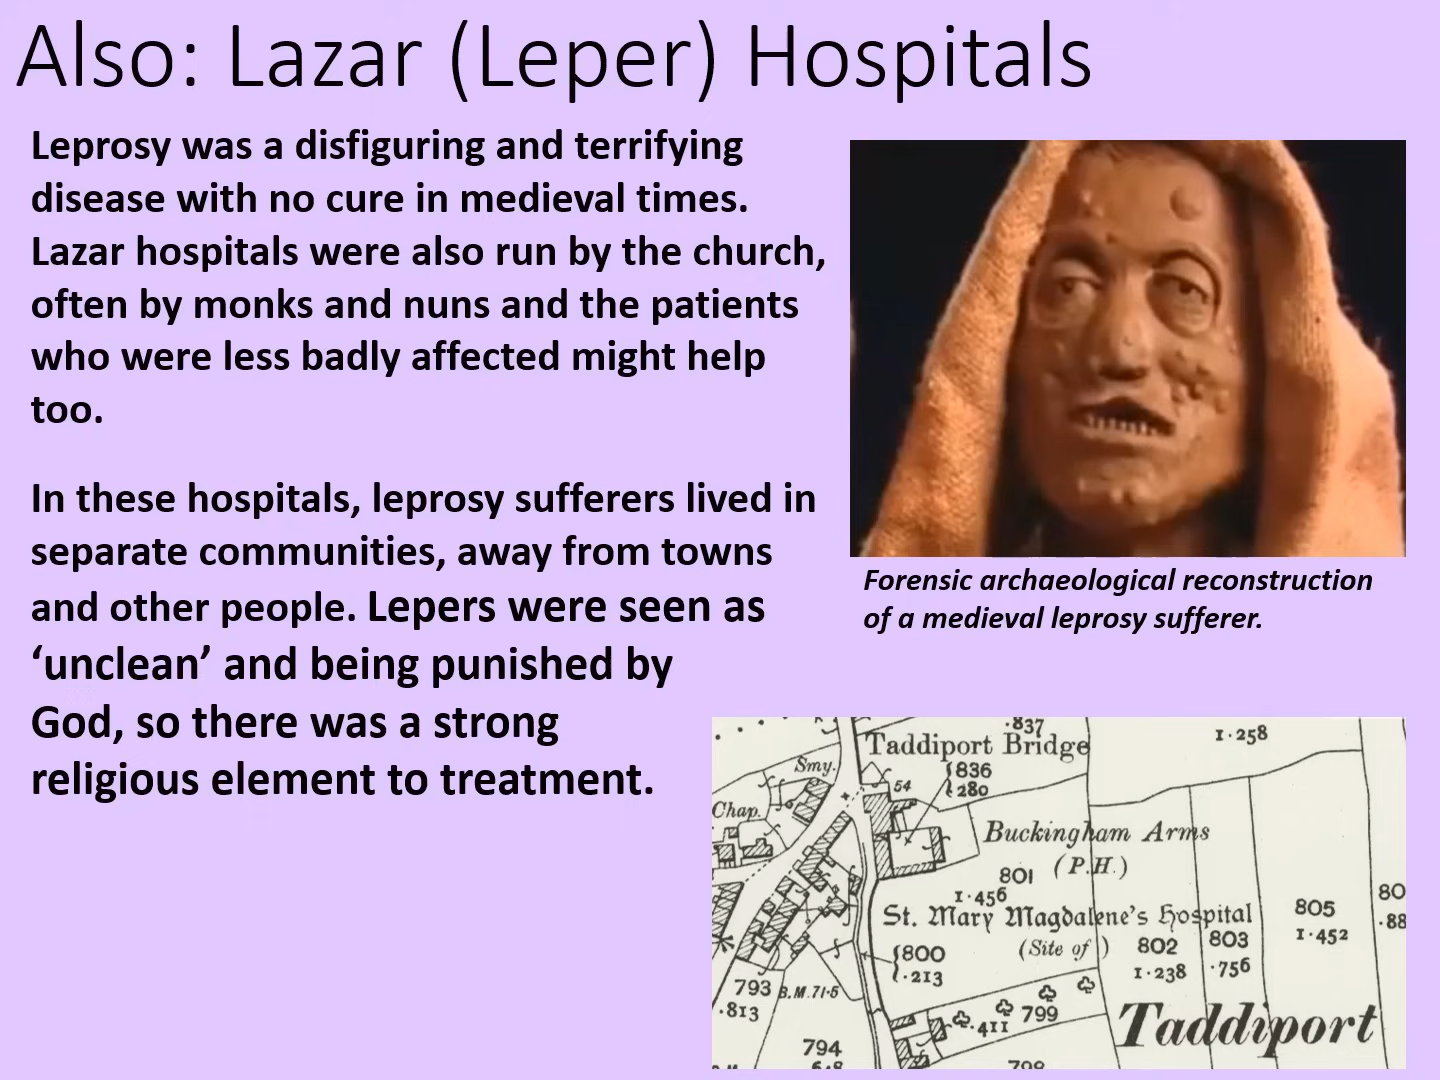 Also: Lazar (Leper) Hospitals
Leprosy was a disfiguring and terrifying
disease with no cure in medieval times.
Lazar hospitals were also run by the church,
often by monks and nuns and the patients
who were less badly affected might help
too.
In these hospitals, leprosy sufferers lived in
separate communities, away from towns
and other people. Lepers were seen as
‘unclean’ and being punished by
God, so there was a strong
religious element to treatment.
Forensic archaeological reconstruction
of a medieval leprosy sufferer.
.837
Taddiport Bridge
1·258
Smy.
836
54
280
Chap.
Buckingham Arms
(P.H.)
801
1·456
St. Mary Magdalene's Hospital
(Site of)
805
1·452
802
1·238
803
·756
800
·213
793
·813
B.M.71·5
799
·411
Taddiport
794